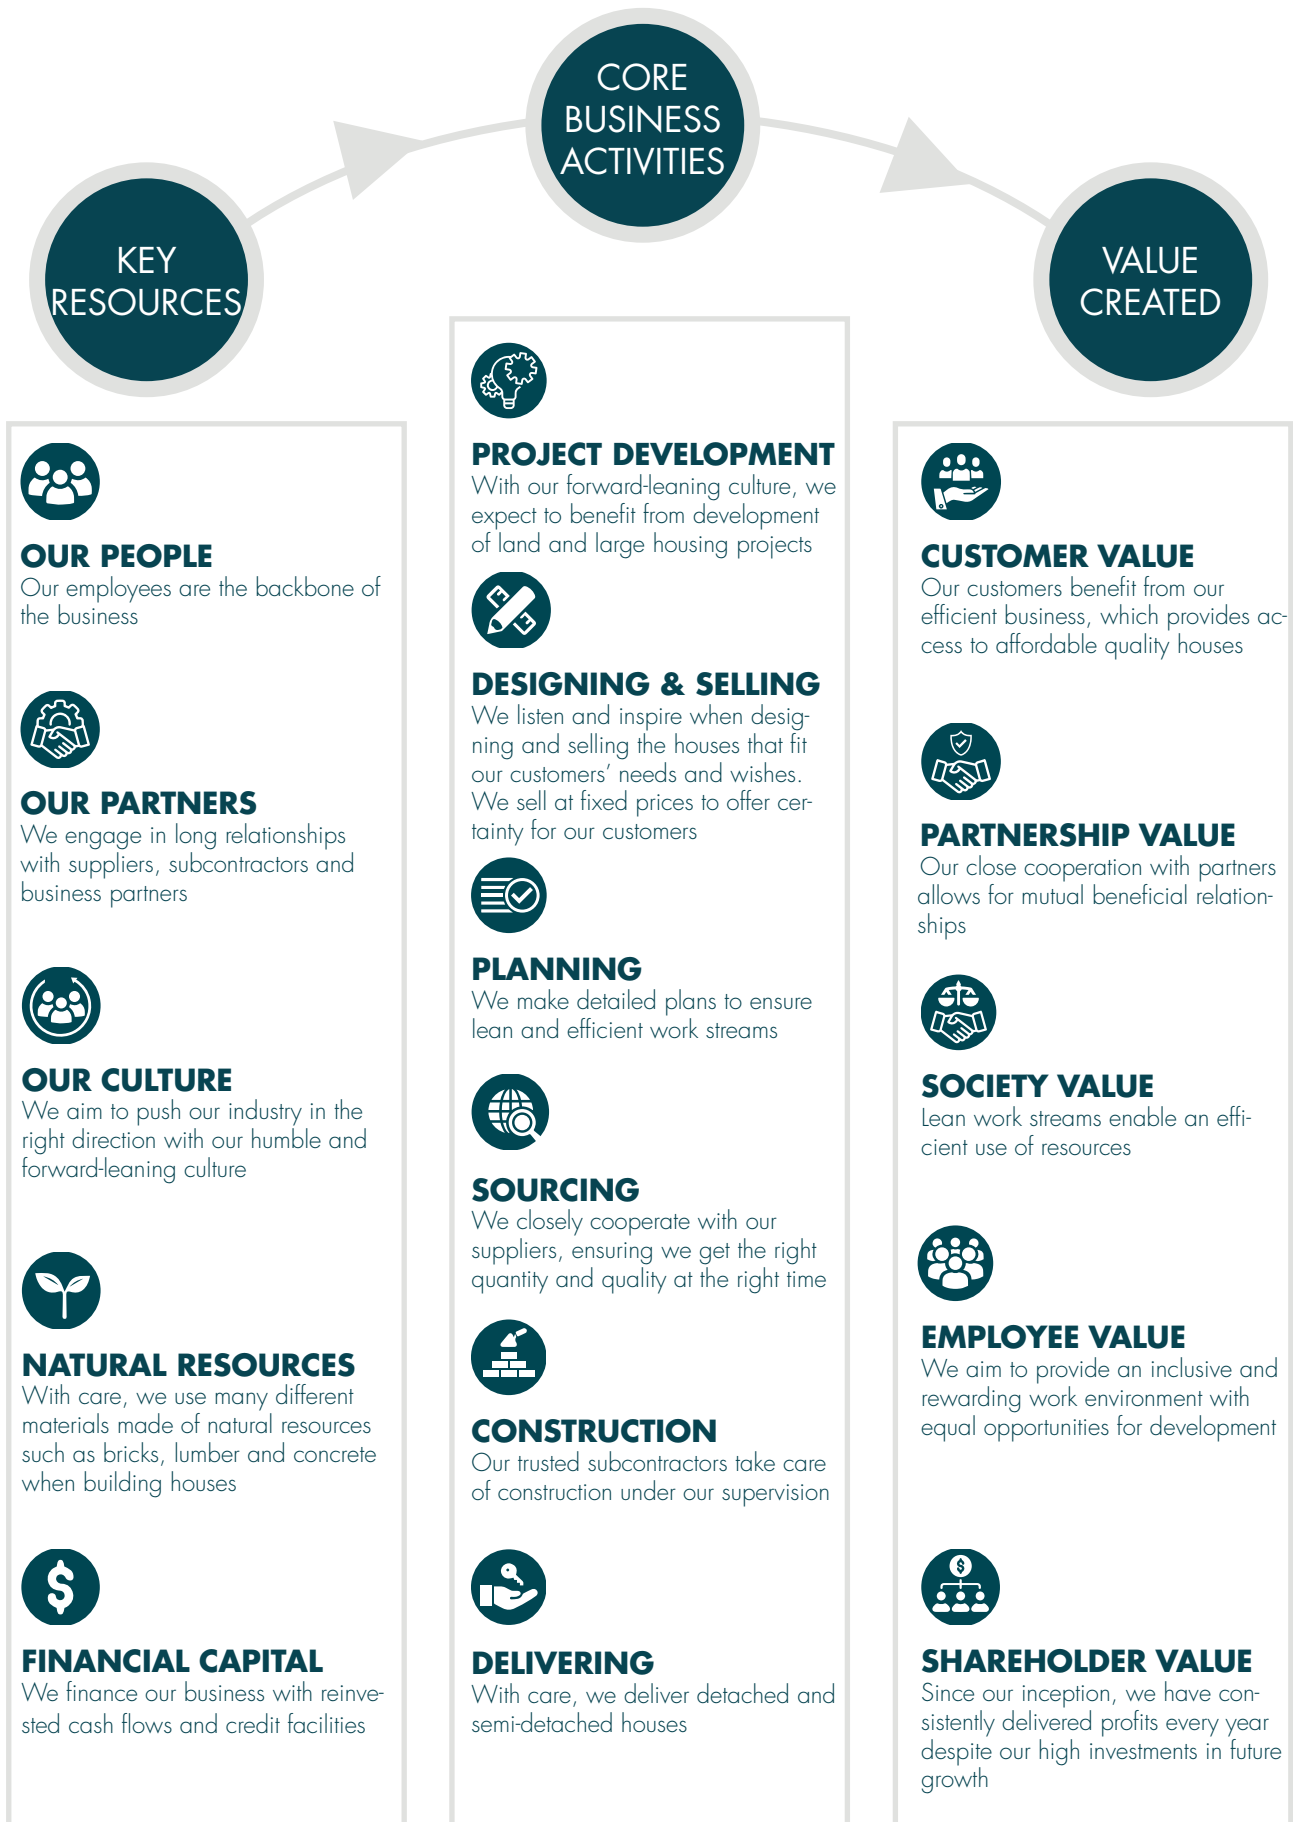 CORE
BUSINESS
ACTIVITIES
KEY
RESOURCES
VALUE
CREATED
OUR PEOPLE
Our employees are the backbone of
the business
OUR PARTNERS
We engage in long relationships
with suppliers, subcontractors and
business partners
OUR CULTURE
We aim to push our industry in the
right direction with our humble and
forward-leaning culture
NATURAL RESOURCES
With care, we use many different
materials made of natural resources
such as bricks, lumber and concrete
when building houses
FINANCIAL CAPITAL
We finance our business with reinve-
sted cash flows and credit facilities
PROJECT DEVELOPMENT
With our forward-leaning culture, we
expect to benefit from development
of land and large housing projects
DESIGNING & SELLING
We listen and inspire when desig-
ning and selling the houses that fit
our customers’ needs and wishes.
We sell at fixed prices to offer cer-
tainty for our customers
PLANNING
We make detailed plans to ensure
lean and efficient work streams
SOURCING
We closely cooperate with our
suppliers, ensuring we get the right
quantity and quality at the right time
CONSTRUCTION
Our trusted subcontractors take care
of construction under our supervision
DELIVERING
With care, we deliver detached and
semi-detached houses
CUSTOMER VALUE
Our customers benefit from our
efficient business, which provides ac-
cess to affordable quality houses
PARTNERSHIP VALUE
Our close cooperation with partners
allows for mutual beneficial relation-
ships
SOCIETY VALUE
Lean work streams enable an effi-
cient use of resources
EMPLOYEE VALUE
We aim to provide an inclusive and
rewarding work environment with
equal opportunities for development
SHAREHOLDER VALUE
Since our inception, we have con-
sistently delivered profits every year
despite our high investments in future
growth